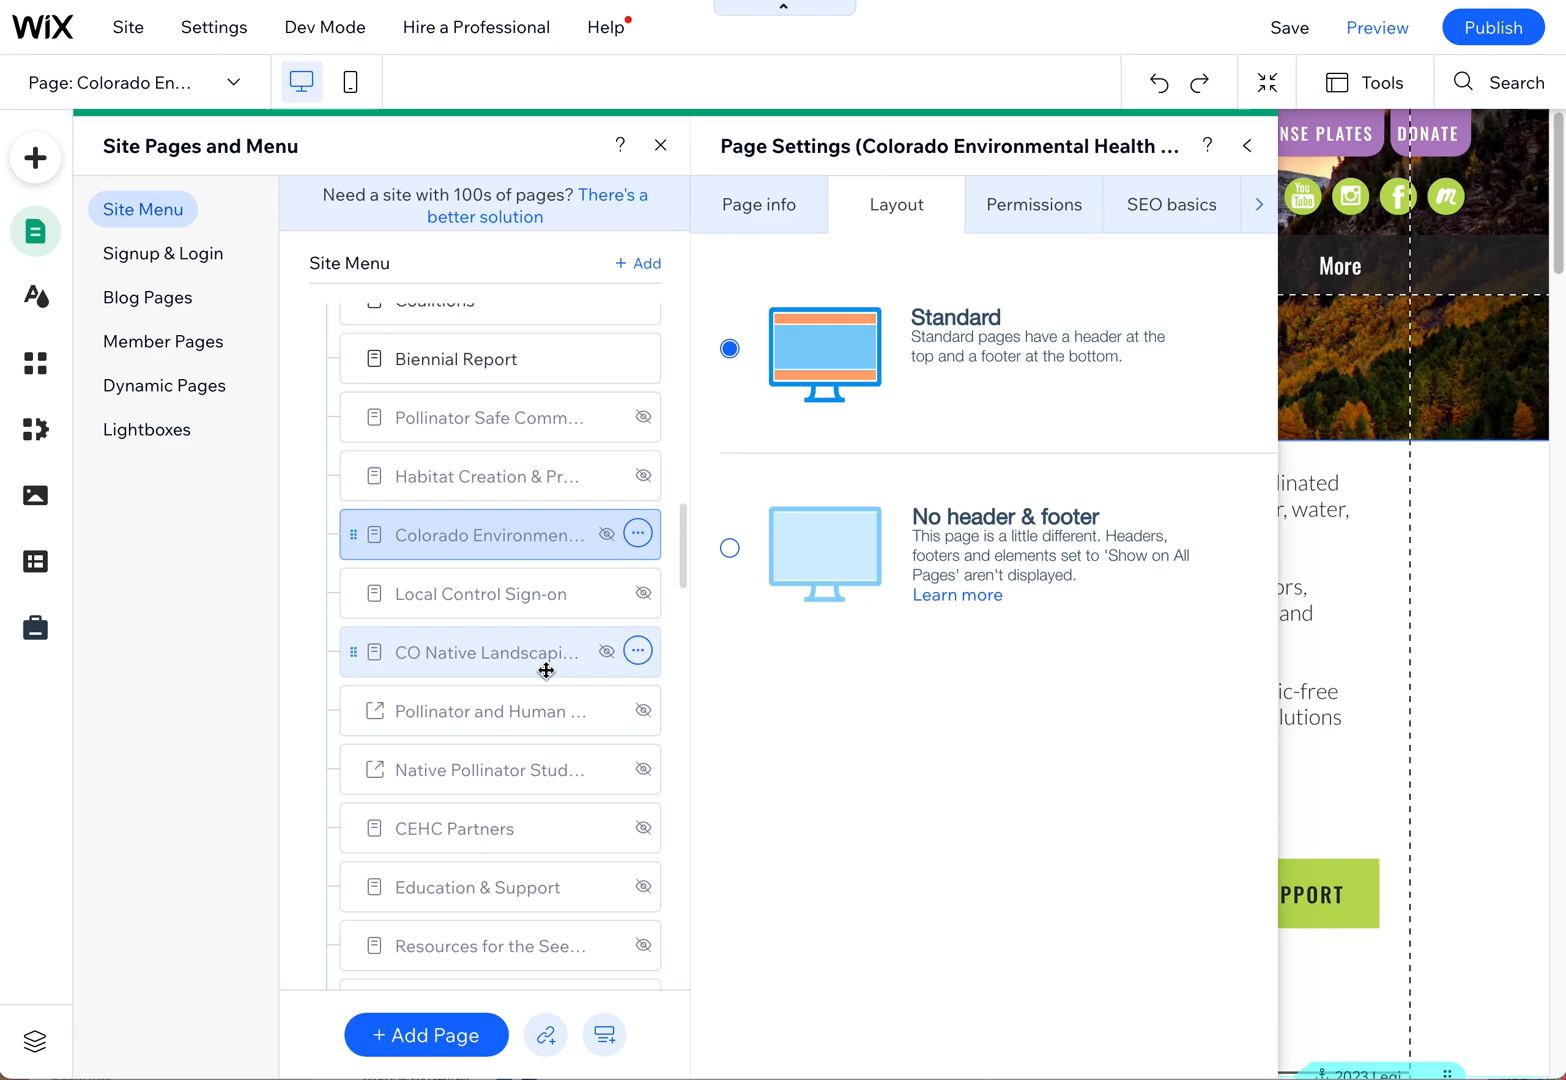 WiX
Site
Settings
Dev Mode
Hire a Professional
Help
Save
Preview
Publish
Page: Colorado En...
Tools
Search
Site Pages and Menu
?
Page Settings (Colorado Environmental Health ...
?
Site Menu
Signup & Login
Blog Pages
Member Pages
Dynamic Pages
Lightboxes
Need a site with 100s of pages? There's a
better solution
Site Menu
+ Add
Coalitions
Biennial Report
Pollinator Safe Comm...
Habitat Creation & Pr...
Colorado Environmen...
Local Control Sign-on
CO Native Landscapi...
Pollinator and Human ...
Native Pollinator Stud...
CEHC Partners
Education & Support
Resources for the See...
+ Add Page
Page info
Layout
Permissions
SEO basics
Standard
Standard pages have a header at the
top and a footer at the bottom.
No header & footer
This page is a little different. Headers,
footers and elements set to 'Show on All
Pages' aren't displayed.
Learn more
NSE PLATES
DONATE
You
Tube
f
m
More
linated
r, water,
ors,
and
ic-free
lutions
PPORT
2023 Legi